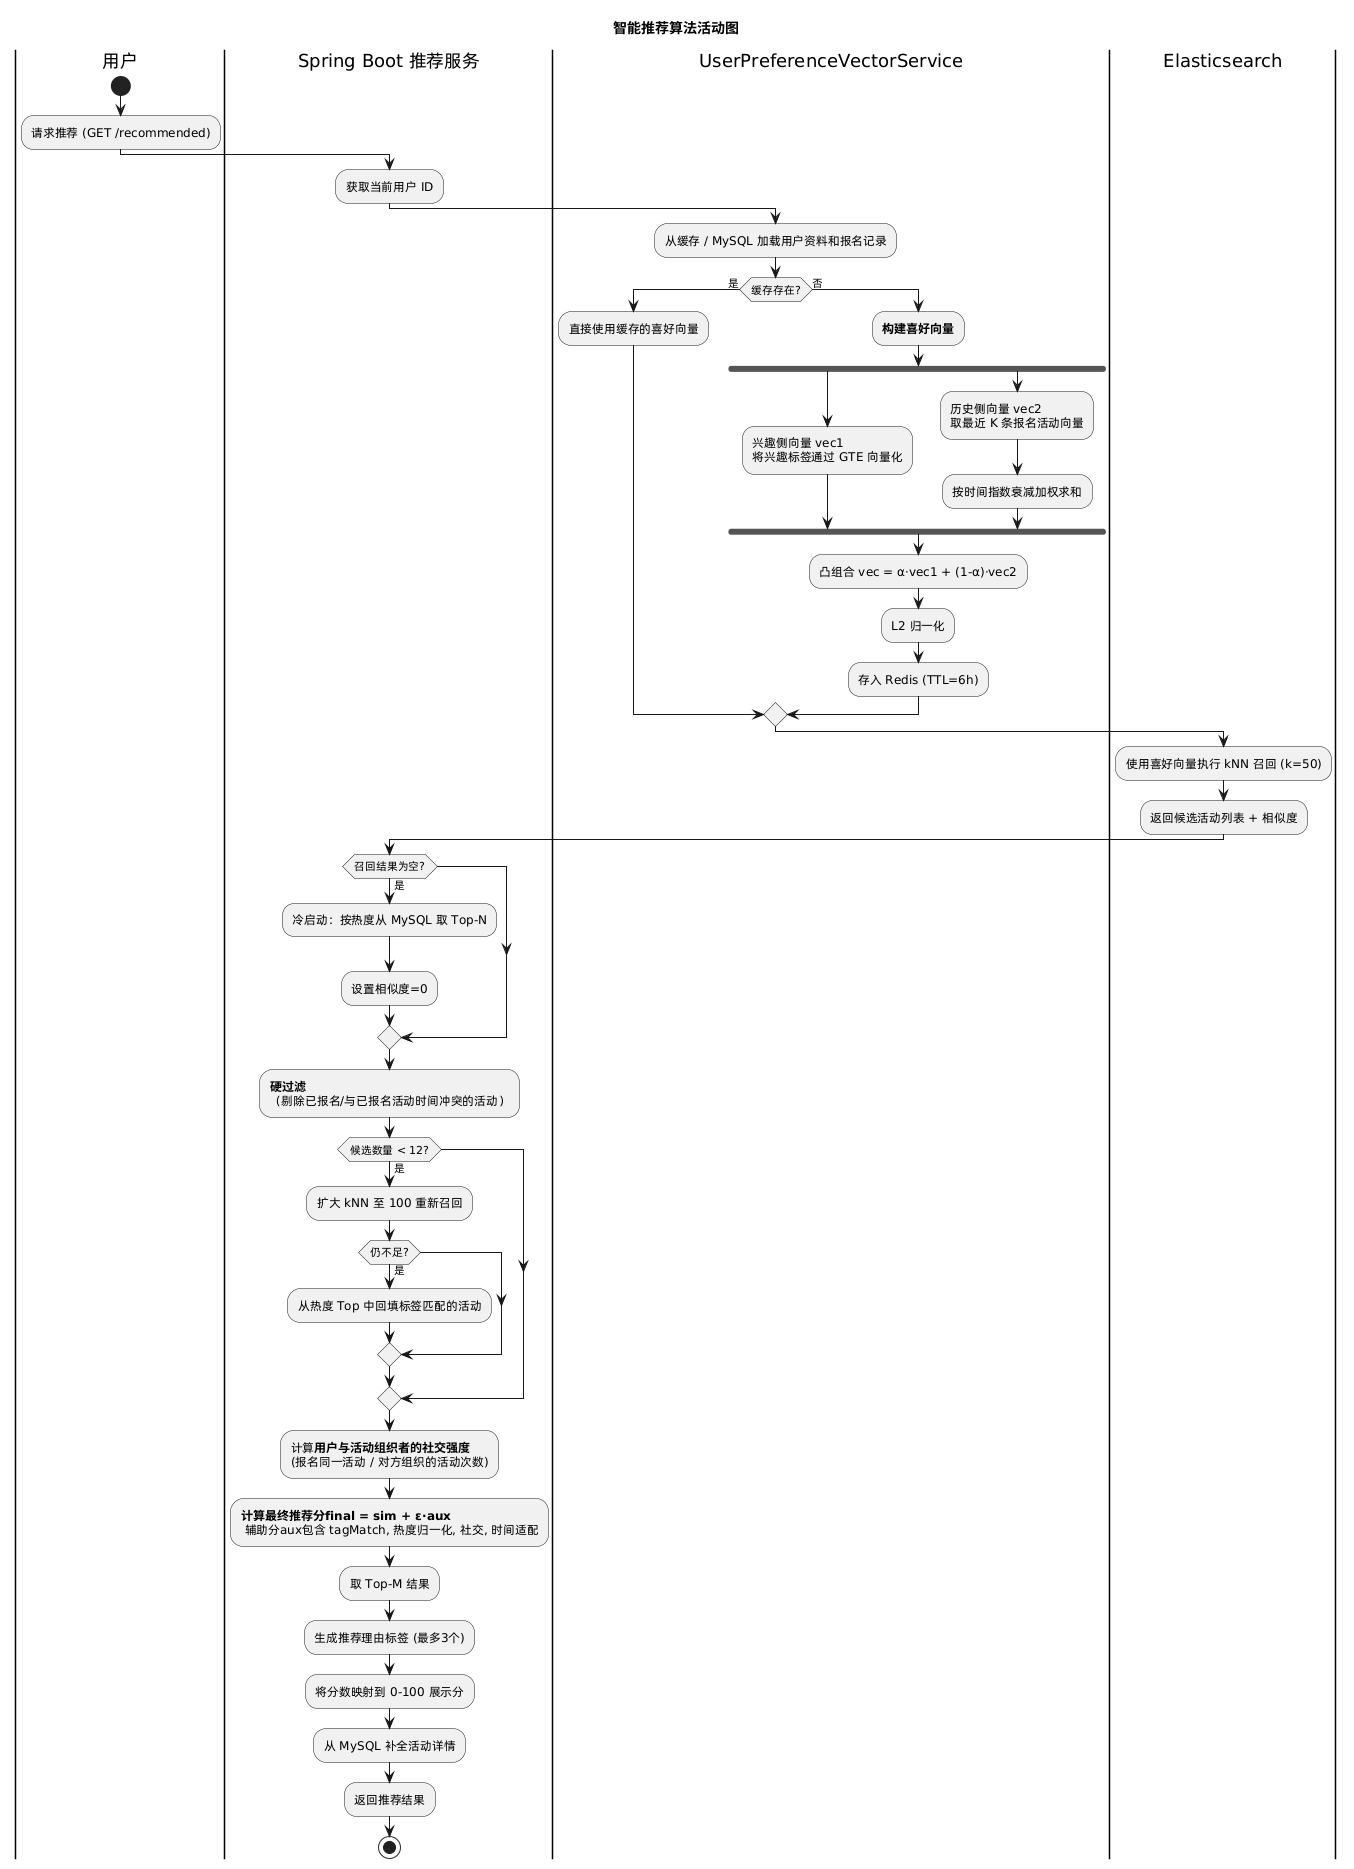 智能推荐算法活动图
用户
Spring Boot 推荐服务
UserPreferenceVectorService
Elasticsearch
请求推荐 (GET /recommended)
获取当前用户 ID
从缓存 / MySQL 加载用户资料和报名记录
缓存存在?
是
否
直接使用缓存的喜好向量
构建喜好向量
历史侧向量 vec2
取最近 K 条报名活动向量
兴趣侧向量 vec1
将兴趣标签通过 GTE 向量化
按时间指数衰减加权求和
凸组合 vec = α·vec1 + (1-α)·vec2
L2 归一化
存入 Redis (TTL=6h)
使用喜好向量执行 kNN 召回 (k=50)
返回候选活动列表 + 相似度
召回结果为空?
是
冷启动：按热度从 MySQL 取 Top-N
设置相似度=0
硬过滤
（剔除已报名/与已报名活动时间冲突的活动）
候选数量 < 12?
是
扩大 kNN 至 100 重新召回
仍不足?
是
从热度 Top 中回填标签匹配的活动
计算用户与活动组织者的社交强度
(报名同一活动 / 对方组织的活动次数)
计算最终推荐分final = sim + ε·aux
辅助分aux包含 tagMatch, 热度归一化, 社交, 时间适配
取 Top-M 结果
生成推荐理由标签 (最多3个)
将分数映射到 0-100 展示分
从 MySQL 补全活动详情
返回推荐结果